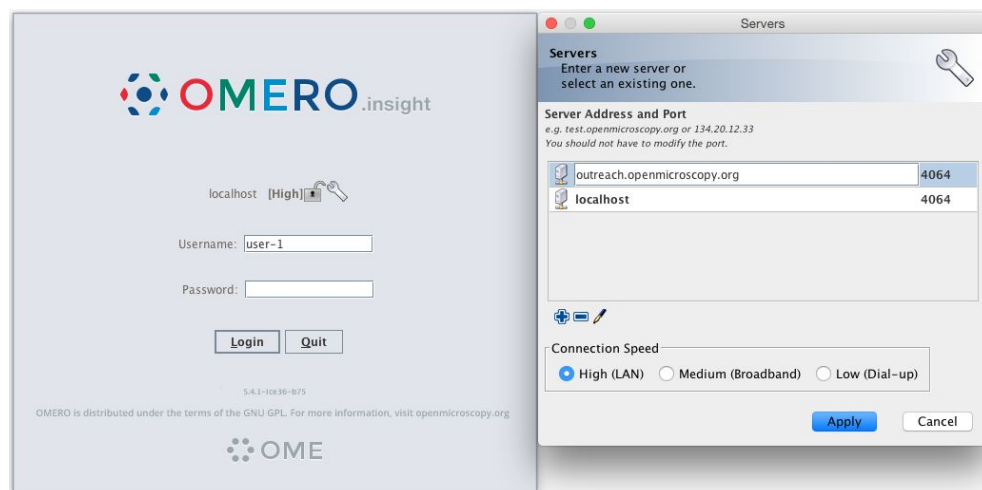 OMERO.insight
localhost [High]
Username: user-1
Password:
Login Quit
5.4.1-ice36-b75
OMERO is distributed under the terms of the GNU GPL. For more information, visit openmicroscopy.org
OME
Servers
Servers
Enter a new server or
select an existing one.
Server Address and Port
e.g. test.openmicroscopy.org or 134.20.12.33
You should not have to modify the port.
outreach.openmicroscopy.org 4064
localhost 4064
Connection Speed
High (LAN) Medium (Broadband) Low (Dial-up)
Apply Cancel